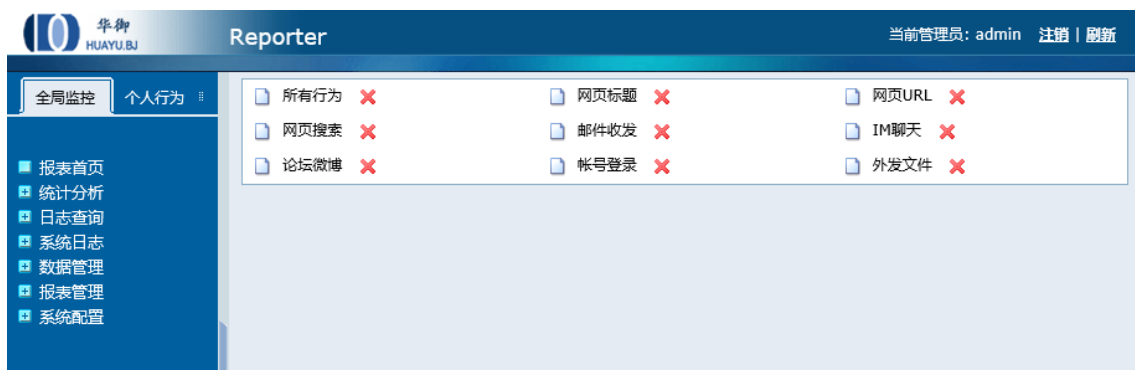 华御
HUAYU.BJ
Reporter
当前管理员: admin 注销 | 刷新
全局监控 个人行为
所有行为 网页标题 网页URL
网页搜索 邮件收发 IM聊天
论坛微博 帐号登录 外发文件
报表首页
统计分析
日志查询
系统日志
数据管理
报表管理
系统配置